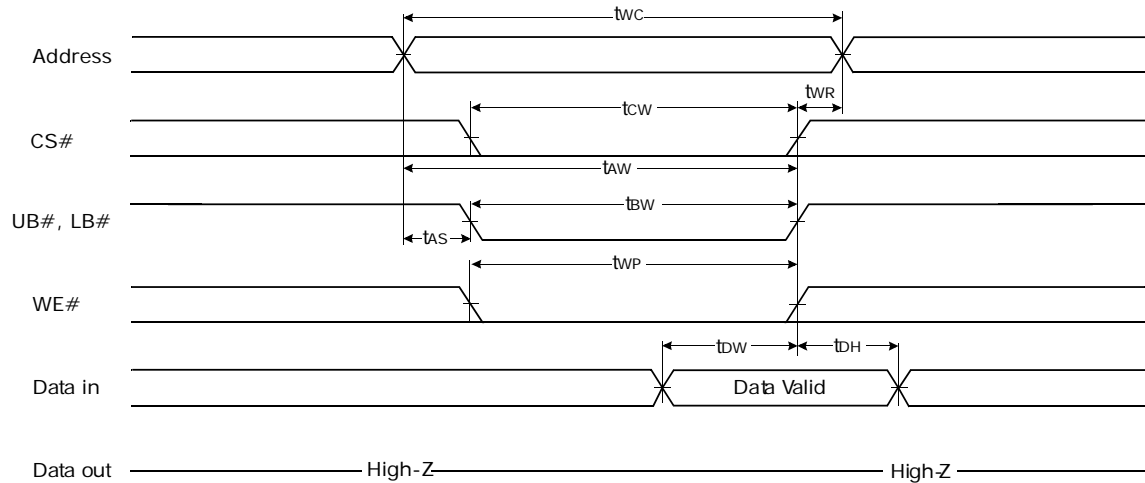 tWC
Address
tWR
tCW
CS#
tAW
UB#, LB#
tBW
tAS
tWP
WE#
tDW
tDH
Data in
Data Valid
Data out
High-Z
High-Z